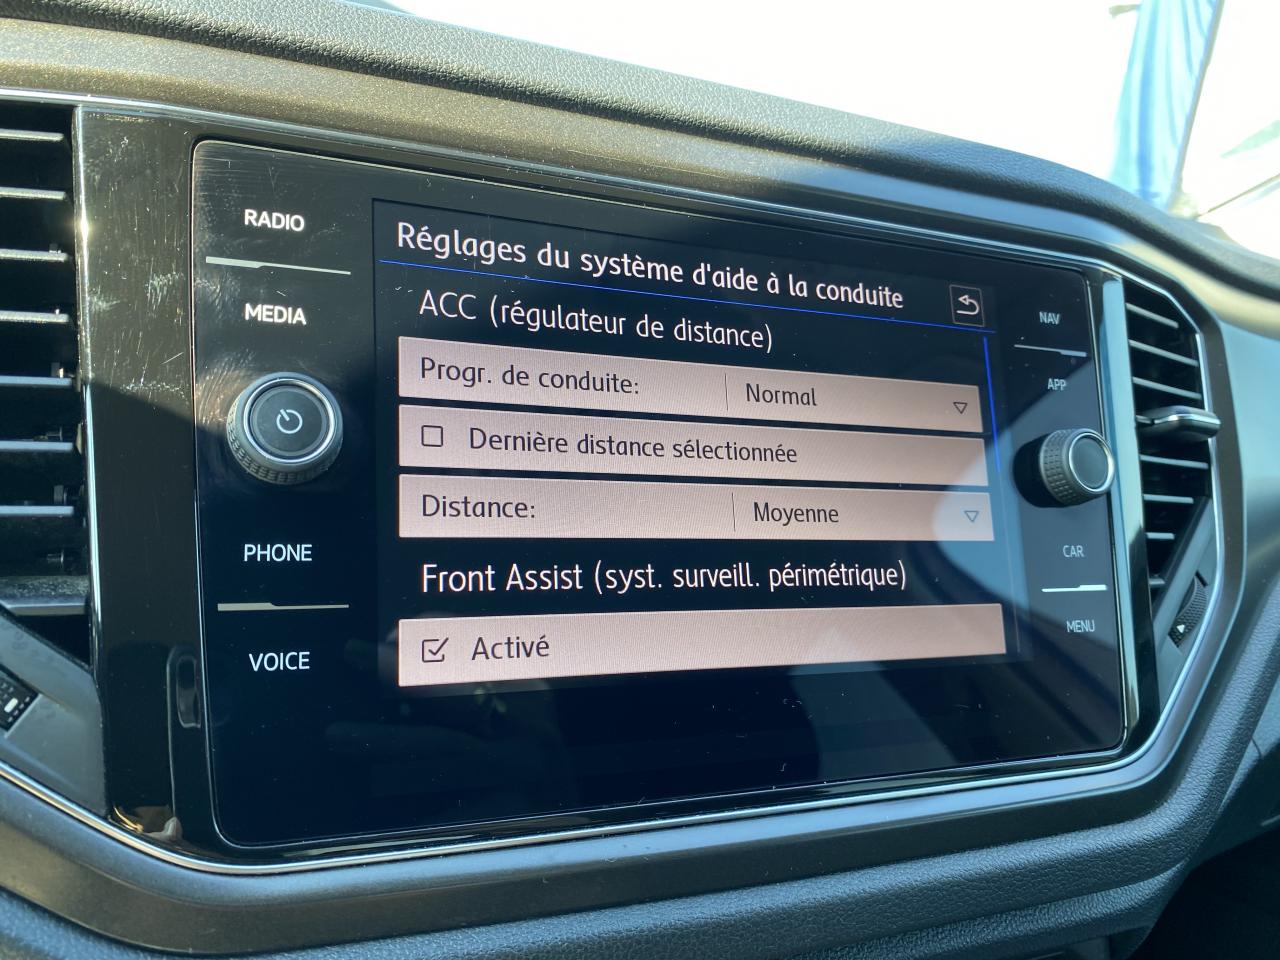 RADIO
MEDIA
PHONE
VOICE
Réglages du système d'aide à la conduite
ACC (régulateur de distance)
Progr. de conduite: Normal
Dernière distance sélectionnée
Distance: Moyenne
Front Assist (syst. surveill. périmétrique)
Activé
NAV
APP
CAR
MENU